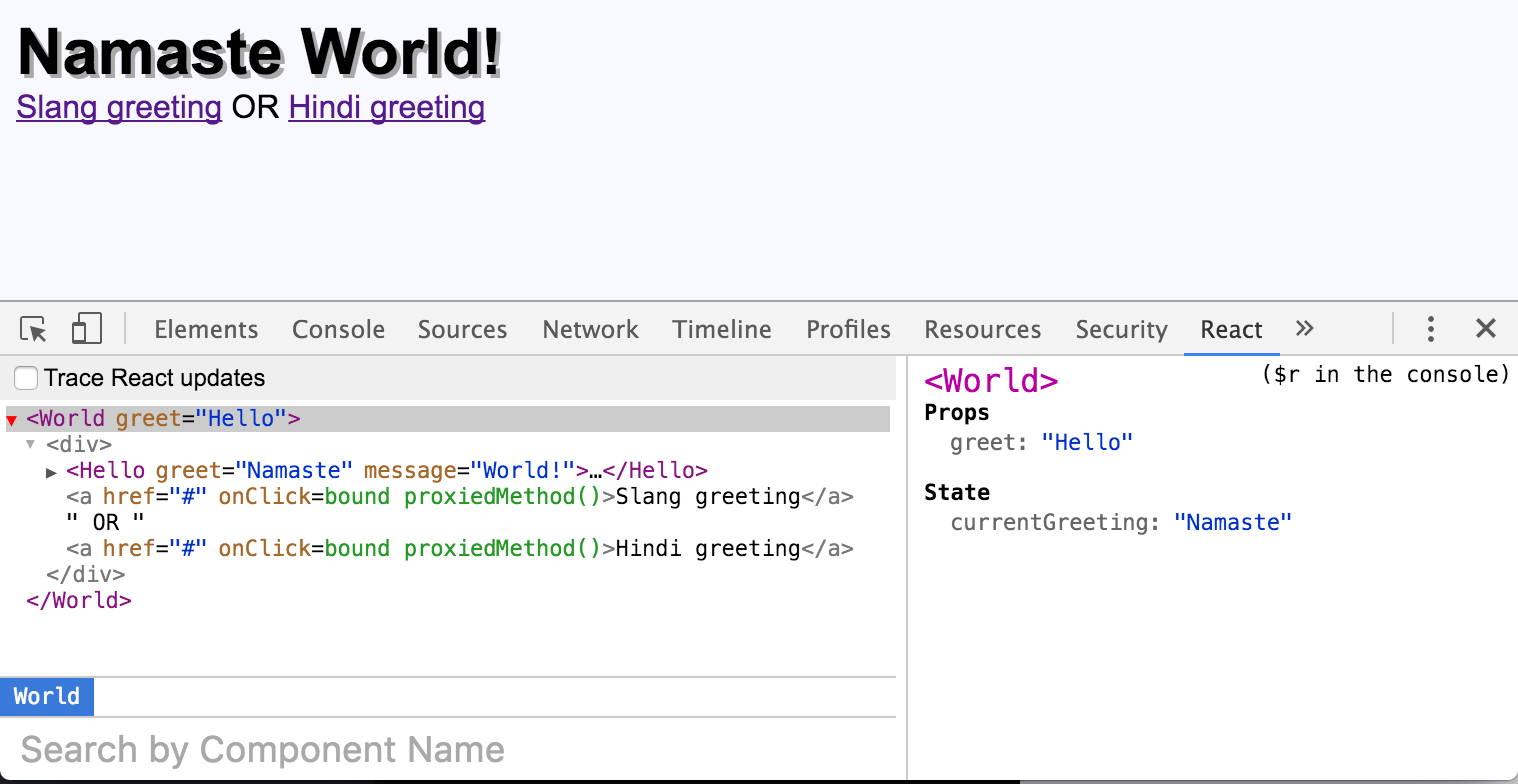 Namaste World!
Slang greeting OR Hindi greeting
Elements Console Sources Network Timeline Profiles Resources Security React »
Trace React updates
<World greet="Hello">
<div>
<Hello greet="Namaste" message="World!">…</Hello>
<a href="#" onClick=bound proxiedMethod()>Slang greeting</a>
" OR "
<a href="#" onClick=bound proxiedMethod()>Hindi greeting</a>
</div>
</World>
World
Search by Component Name
<World> ($r in the console)
Props
greet: "Hello"
State
currentGreeting: "Namaste"